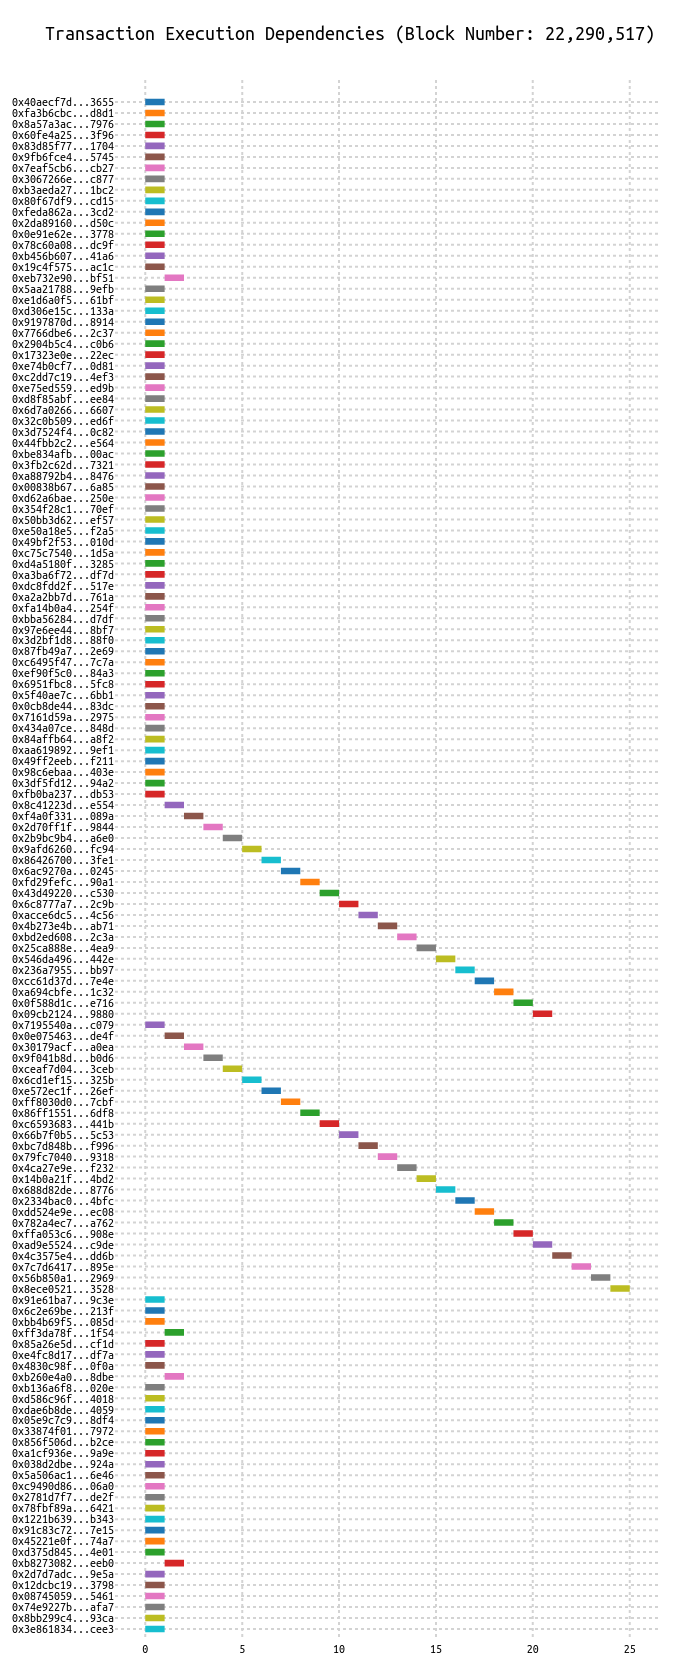 Transaction Execution Dependencies (Block Number: 22,290,517)
0x40aecf7d...3655
0xfa3b6cbc...d8d1
0x8a57a3ac...7976
0x60fe4a25...3f96
0x83d85f77...1704
0x9fb6fce4...5745
0x7eaf5cb6...cb27
0x3067266e...c877
0xb3aeda27...1bc2
0x80f67df9...cd15
0xfeda862a...3cd2
0x2da89160...d50c
0x0e91e62e...3778
0x78c60a08...dc9f
0xb456b607...41a6
0x19c4f575...ac1c
0xeb732e90...bf51
0x5aa21788...9efb
0xe1d6a0f5...61bf
0xd306e15c...133a
0x9197870d...8914
0x7766dbe6...2c37
0x2904b5c4...c0b6
0x17323e0e...22ec
0xe74b0cf7...0d81
0xc2dd7c19...4ef3
0xe75ed559...ed9b
0xd8f85abf...ee84
0x6d7a0266...6607
0x32c0b509...ed6f
0x3d7524f4...0c82
0x44fbb2c2...e564
0xbe834afb...00ac
0x3fb2c62d...7321
0xa88792b4...8476
0x00838b67...6a85
0xd62a6bae...250e
0x354f28c1...70ef
0x50bb3d62...ef57
0xe50a18e5...f2a5
0x49bf2f53...010d
0xc75c7540...1d5a
0xd4a5180f...3285
0xa3ba6f72...df7d
0xdc8fdd2f...517e
0xa2a2bb7d...761a
0xfa14b0a4...254f
0xbba56284...d7df
0x97e6ee44...8bf7
0x3d2bf1d8...88f0
0x87fb49a7...2e69
0xc6495f47...7c7a
0xef90f5c0...84a3
0x6951fbc8...5fc8
0x5f40ae7c...6bb1
0x0cb8de44...83dc
0x7161d59a...2975
0x434a07ce...848d
0x84affb64...a8f2
0xaa619892...9ef1
0x49ff2eeb...f211
0x98c6ebaa...403e
0x3df5fd12...94a2
0xfb0ba237...db53
0x8c41223d...e554
0xf4a0f331...089a
0x2d70ff1f...9844
0x2b9bc9b4...a6e0
0x9afd6260...fc94
0x86426700...3fe1
0x6ac9270a...0245
0xfd29fefc...90a1
0x43d49220...c530
0x6c8777a7...2c9b
0xacce6dc5...4c56
0x4b273e4b...ab71
0xbd2ed608...2c3a
0x25ca888e...4ea9
0x546da496...442e
0x236a7955...bb97
0xcc61d37d...7e4e
0xa694cbfe...1c32
0x0f588d1c...e716
0x09cb2124...9880
0x7195540a...c079
0x0e075463...de4f
0x30179acf...a0ea
0x9f041b8d...b0d6
0xceaf7d04...3ceb
0x6cd1ef15...325b
0xe572ec1f...26ef
0xff8030d0...7cbf
0x86ff1551...6df8
0xc6593683...441b
0x66b7f0b5...5c53
0xbc7d848b...f996
0x79fc7040...9318
0x4ca27e9e...f232
0x14b0a21f...4bd2
0x688d82de...8776
0x2334bac0...4bfc
0xdd524e9e...ec08
0x782a4ec7...a762
0xffa053c6...908e
0xad9e5524...c9de
0x4c3575e4...dd6b
0x7c7d6417...895e
0x56b850a1...2969
0x8ece0521...3528
0x91e61ba7...9c3e
0x6c2e69be...213f
0xbb4b69f5...085d
0xff3da78f...1f54
0x85a26e5d...cf1d
0xe4fc8d17...df7a
0x4830c98f...0f0a
0xb260e4a0...8dbe
0xb136a6f8...020e
0xd586c96f...4018
0xdae6b8de...4059
0x05e9c7c9...8df4
0x33874f01...7972
0x856f506d...b2ce
0xa1cf936e...9a9e
0x038d2dbe...924a
0x5a506ac1...6e46
0xc9490d86...06a0
0x2781d7f7...de2f
0x78fbf89a...6421
0x1221b639...b343
0x91c83c72...7e15
0x45221e0f...74a7
0xd375d845...4e01
0xb8273082...eeb0
0x2d7d7adc...9e5a
0x12dcbc19...3798
0x08745059...5461
0x74e9227b...afa7
0x8bb299c4...93ca
0x3e861834...cee3
0 5 10 15 20 25